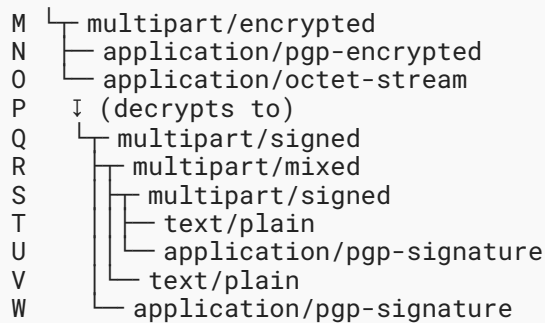 M └┬ multipart/encrypted
N  ├─ application/pgp-encrypted
O  └─ application/octet-stream
P   ↧ (decrypts to)
Q   └┬ multipart/signed
R    ├┬ multipart/mixed
S    │├┬ multipart/signed
T    ││├─ text/plain
U    ││└─ application/pgp-signature
V    │└─ text/plain
W    └─ application/pgp-signature